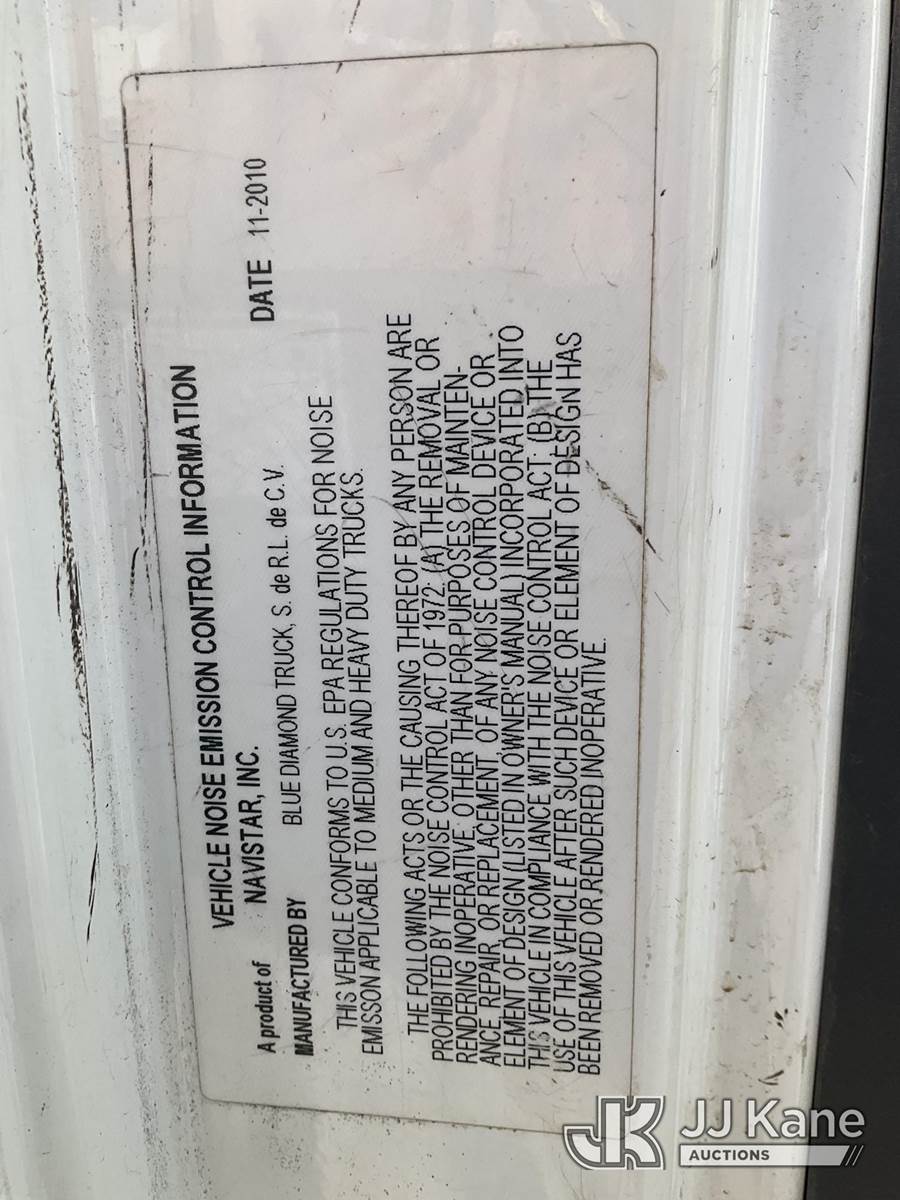 VEHICLE NOISE EMISSION CONTROL INFORMATION
A product of NAVISTAR, INC.
DATE 11-2010
MANUFACTURED BY BLUE DIAMOND TRUCK, S. de R.L. de C.V.
THIS VEHICLE CONFORMS TO U.S. EPA REGULATIONS FOR NOISE
EMISSON APPLICABLE TO MEDIUM AND HEAVY DUTY TRUCKS.
THE FOLLOWING ACTS OR THE CAUSING THEREOF BY ANY PERSON ARE
PROHIBITED BY THE NOISE CONTROL ACT OF 1972: (A) THE REMOVAL OR
RENDERING INOPERATIVE, OTHER THAN FOR PURPOSES OF MAINTEN-
ANCE, REPAIR, OR REPLACEMENT, OF ANY NOISE CONTROL DEVICE OR
ELEMENT OF DESIGN (LISTED IN OWNER'S MANUAL) INCORPORATED INTO
THIS VEHICLE IN COMPLIANCE WITH THE NOISE CONTROL ACT. (B) THE
USE OF THIS VEHICLE AFTER SUCH DEVICE OR ELEMENT OF DESIGN HAS
BEEN REMOVED OR RENDERED INOPERATIVE.
JK JJ Kane
AUCTIONS